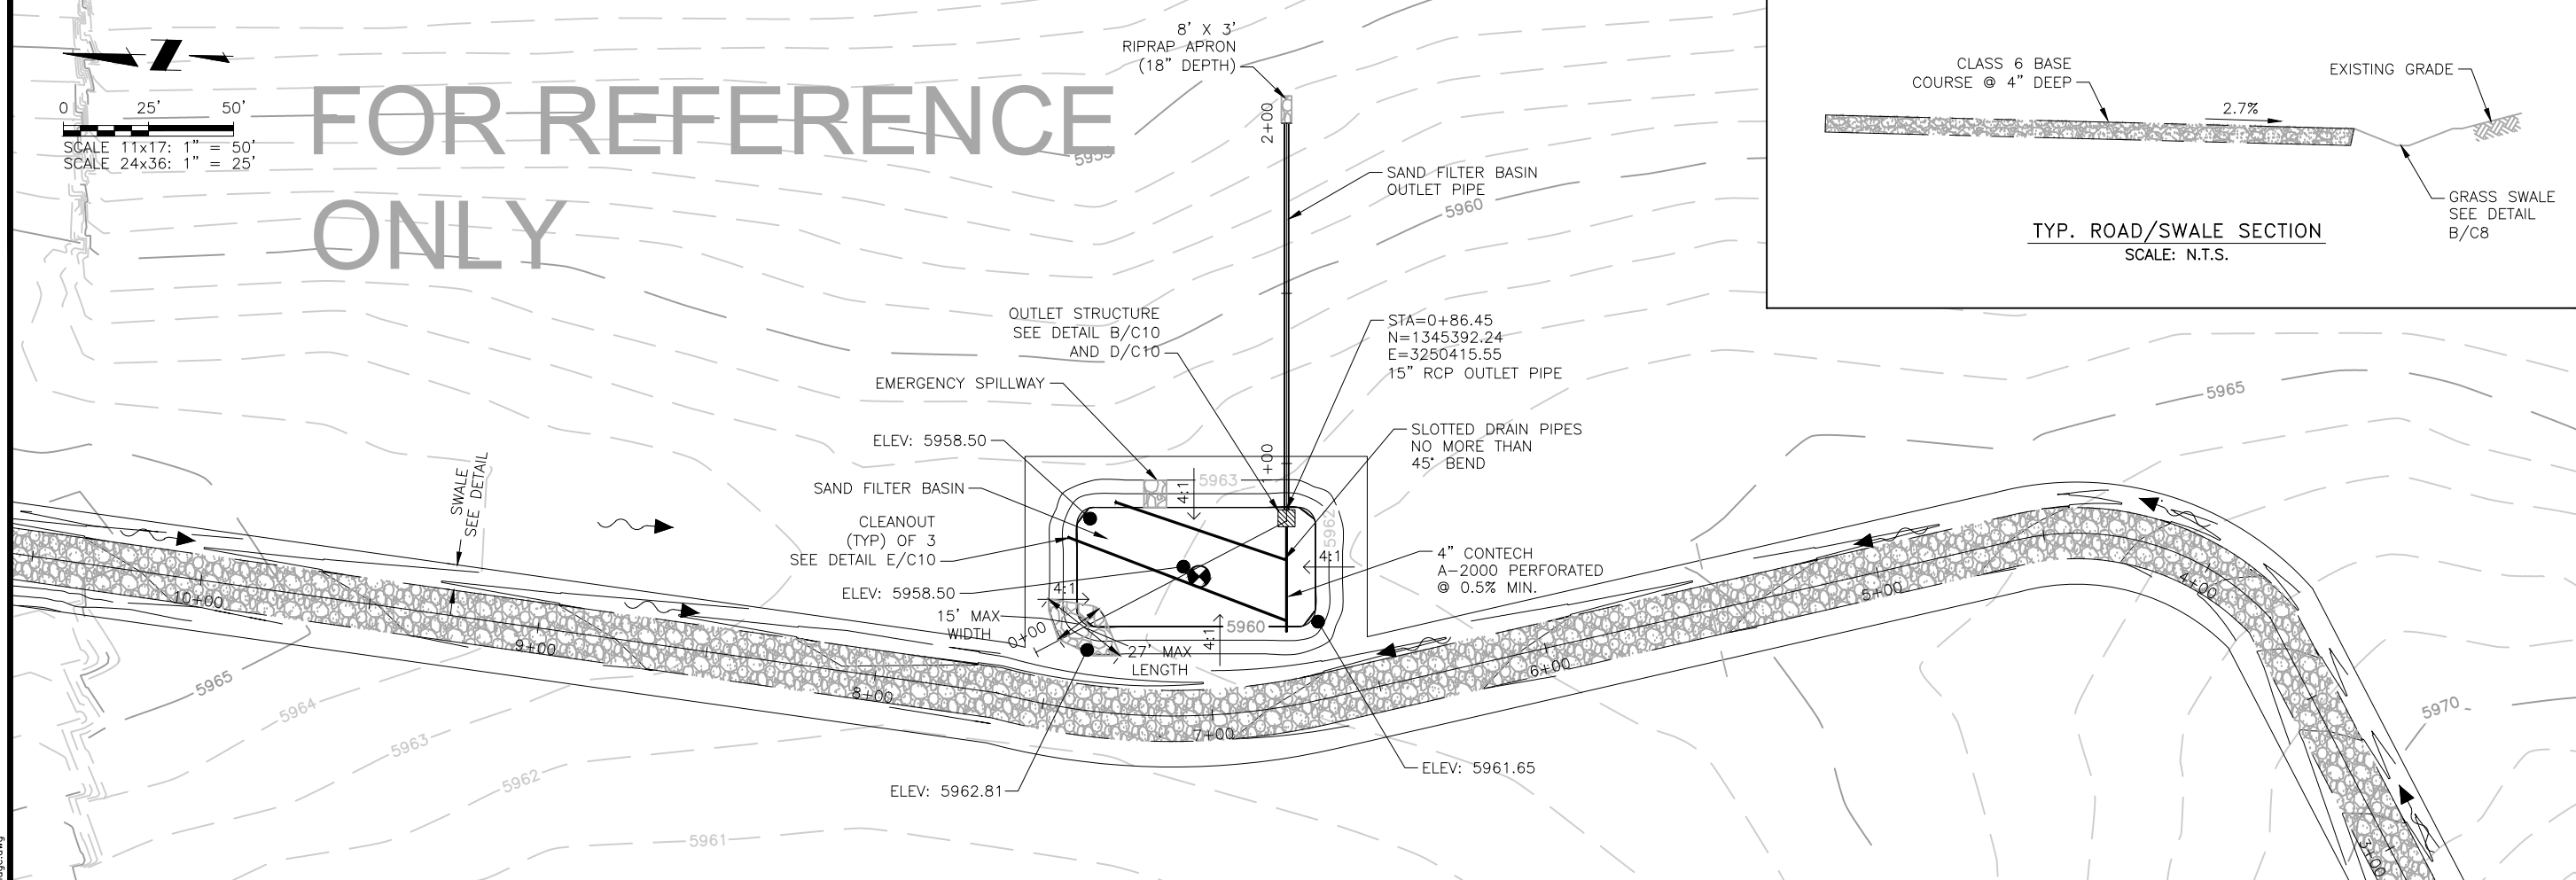 8' X 3'
RIPRAP APRON
(18" DEPTH)
0 25' 50'
SCALE 11x17: 1" = 50'
SCALE 24x36: 1" = 25'
FOR REFERENCE
ONLY
5955
2+00
SAND FILTER BASIN
OUTLET PIPE
5960
CLASS 6 BASE
COURSE @ 4" DEEP
2.7%
EXISTING GRADE
GRASS SWALE
SEE DETAIL
B/C8
TYP. ROAD/SWALE SECTION
SCALE: N.T.S.
OUTLET STRUCTURE
SEE DETAIL B/C10
AND D/C10
STA=0+86.45
N=1345392.24
E=3250415.55
15" RCP OUTLET PIPE
EMERGENCY SPILLWAY
5965
ELEV: 5958.50
SLOTTED DRAIN PIPES
NO MORE THAN
45° BEND
1+00
SWALE
SEE DETAIL
SAND FILTER BASIN
4:1
5963
5962
CLEANOUT
(TYP) OF 3
SEE DETAIL E/C10
4:1
4" CONTECH
A-2000 PERFORATED
@ 0.5% MIN.
ELEV: 5958.50
4:1
15' MAX
WIDTH
0+00
4:1
5960
27' MAX
LENGTH
10+00
9+00
8+00
7+00
6+00
5+00
4+00
3+00
5965
5964
5963
5962
5961
5970
ELEV: 5962.81
ELEV: 5961.65